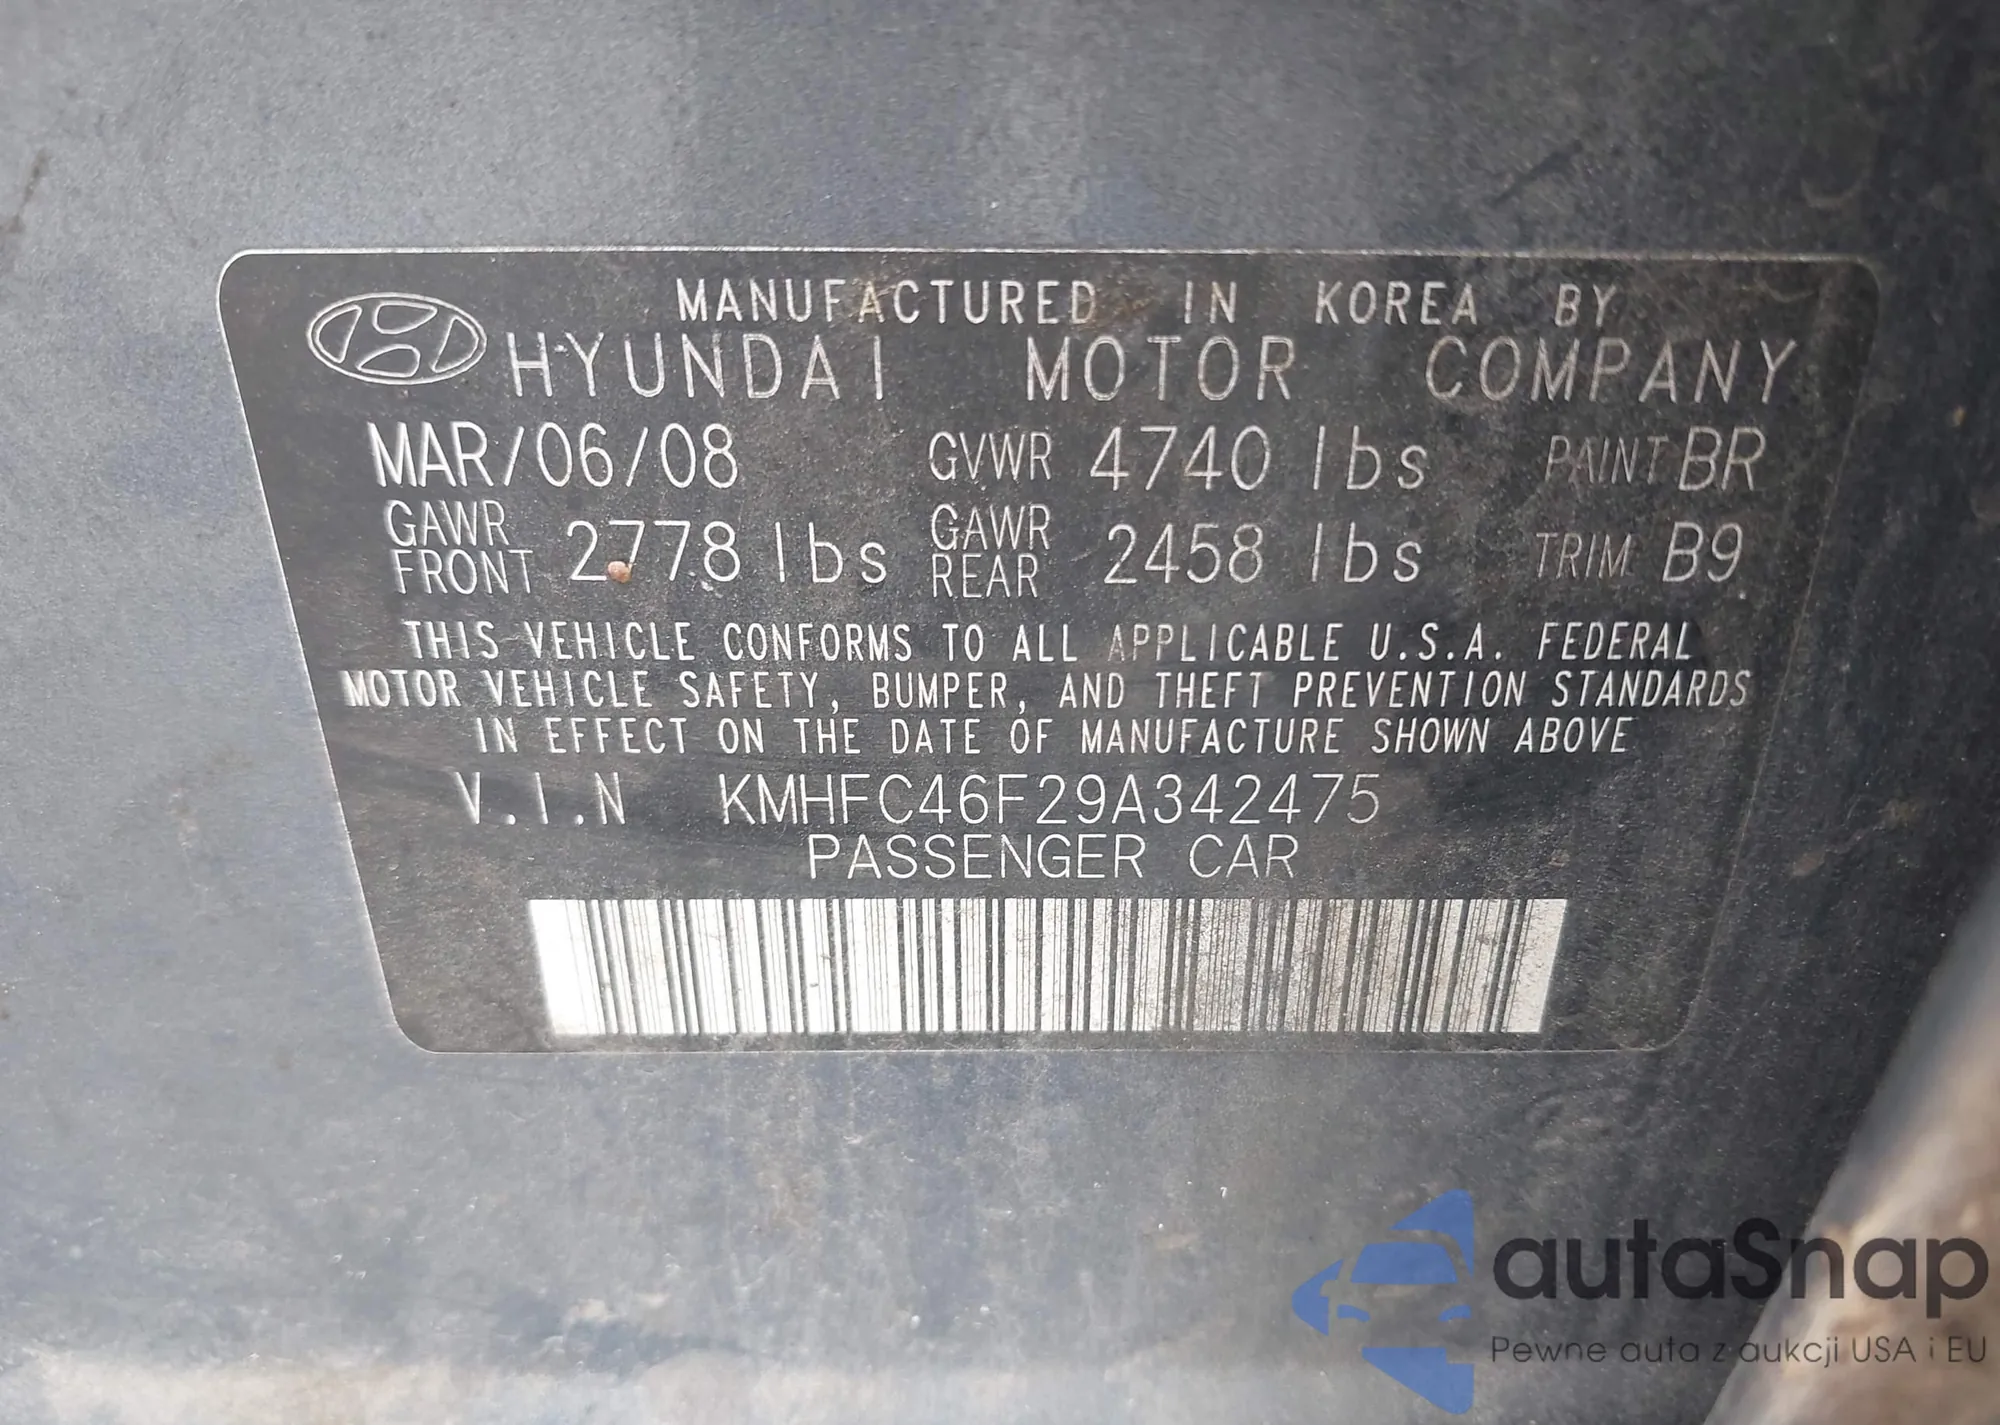 MANUFACTURED IN KOREA BY
HYUNDAI MOTOR COMPANY
MAR/06/08 GVWR 4740 lbs PAINT BR
GAWR FRONT 2778 lbs GAWR REAR 2458 lbs TRIM B9
THIS VEHICLE CONFORMS TO ALL APPLICABLE U.S.A. FEDERAL
MOTOR VEHICLE SAFETY, BUMPER, AND THEFT PREVENTION STANDARDS
IN EFFECT ON THE DATE OF MANUFACTURE SHOWN ABOVE
V.I.N KMHFC46F29A342475
PASSENGER CAR
autaSnap
Pewne auta z aukcji USA i EU